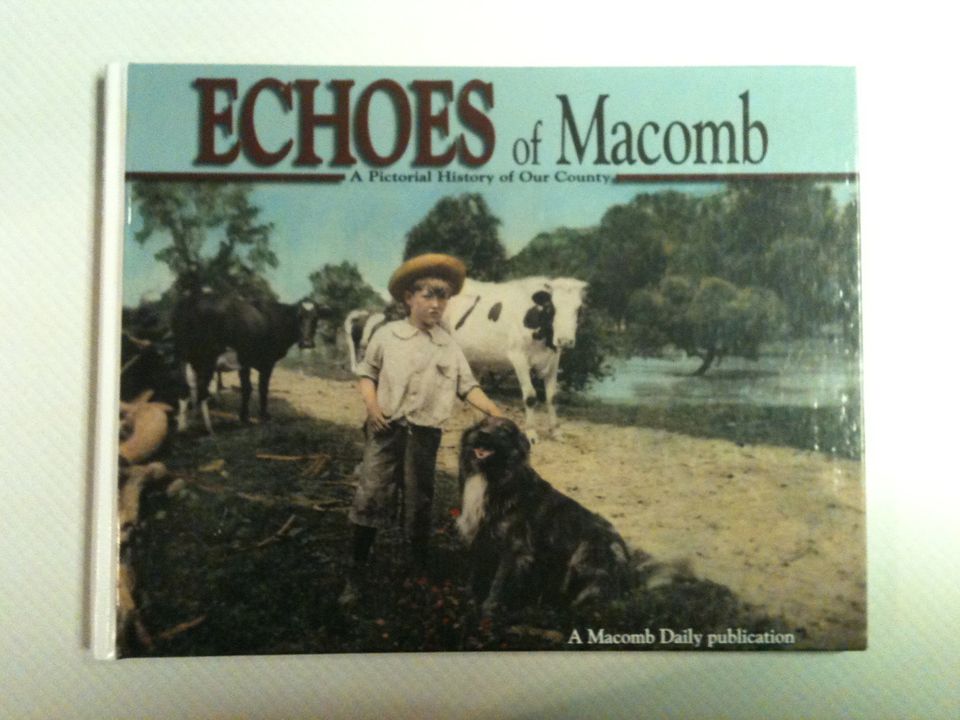 ECHOES of Macomb
A Pictorial History of Our County
A Macomb Daily publication